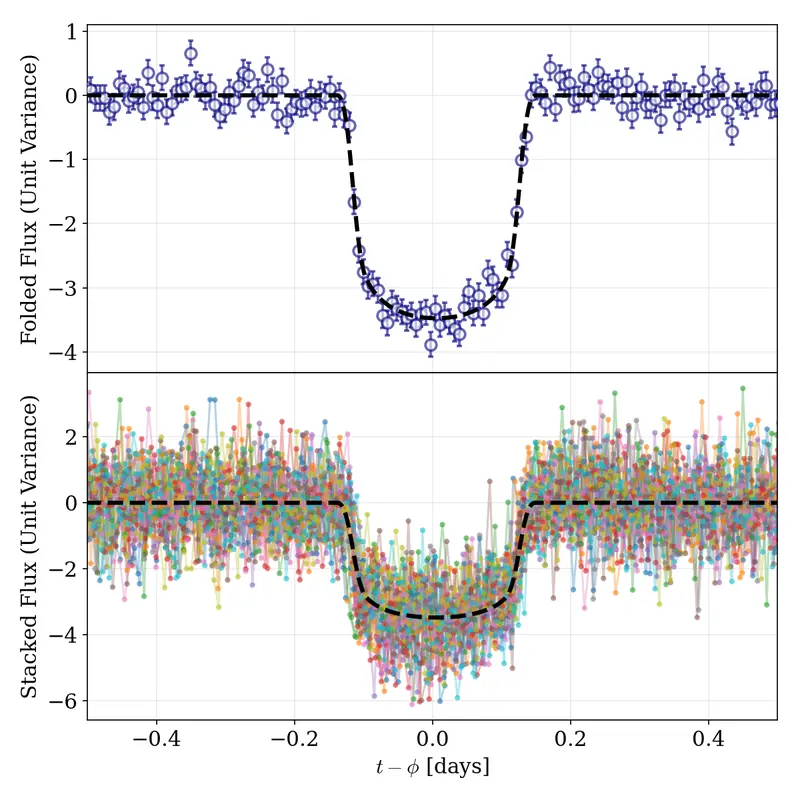 Folded Flux (Unit Variance)
1
0
−1
−2
−3
−4
Stacked Flux (Unit Variance)
2
0
−2
−4
−6
−0.4 −0.2 0.0 0.2 0.4
t − ϕ [days]